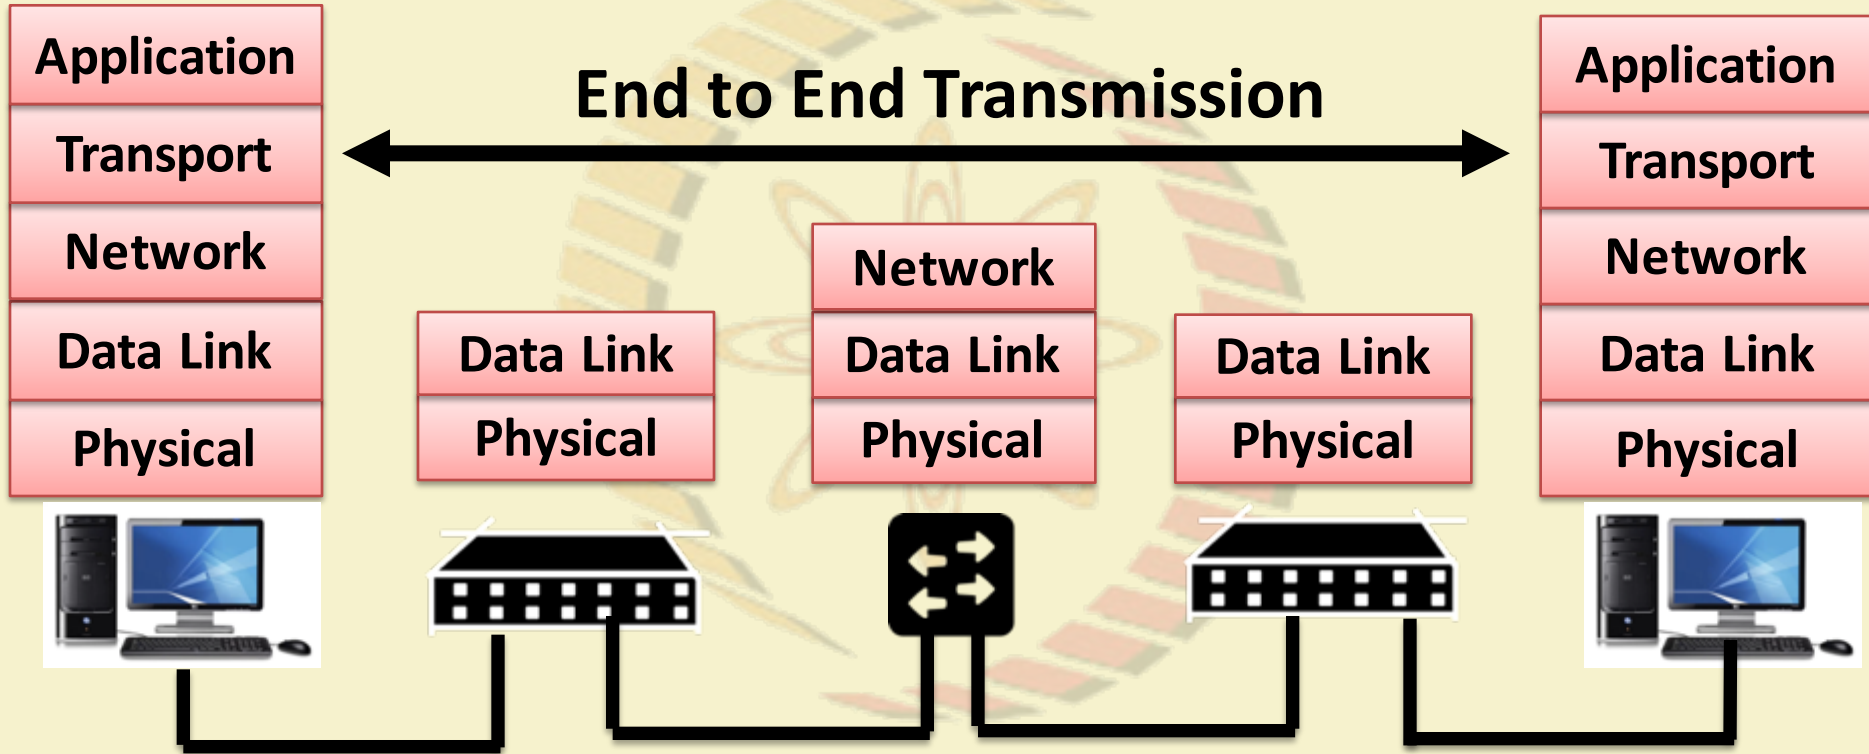 Application
Transport
Network
Data Link
Physical
End to End Transmission
Data Link
Physical
Network
Data Link
Physical
Data Link
Physical
Application
Transport
Network
Data Link
Physical